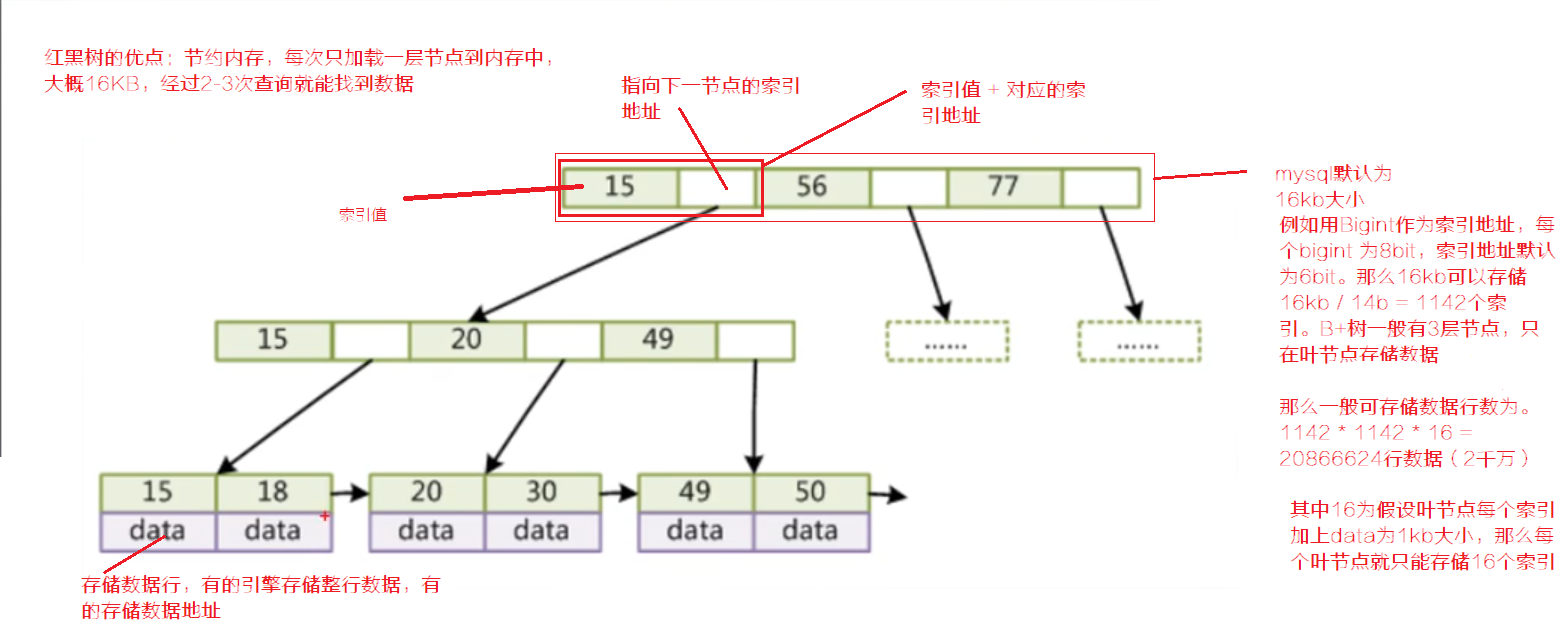 红黑树的优点：节约内存，每次只加载一层节点到内存中，
大概16KB，经过2-3次查询就能找到数据
指向下一节点的索引
地址
索引值 + 对应的索
引地址
索引值
15 56 77
mysql默认为
16kb大小
例如用Bigint作为索引地址，每
个bigint 为8bit，索引地址默认
为6bit。那么16kb可以存储
16kb / 14b = 1142个索
引。B+树一般有3层节点，只
在叶节点存储数据
15 20 49
......
......
那么一般可存储数据行数为。
1142 * 1142 * 16 =
20866624行数据（2千万）
15 18 20 30 49 50
data data data data data data
其中16为假设叶节点每个索引
加上data为1kb大小，那么每
个叶节点就只能存储16个索引
存储数据行，有的引擎存储整行数据，有
的存储数据地址